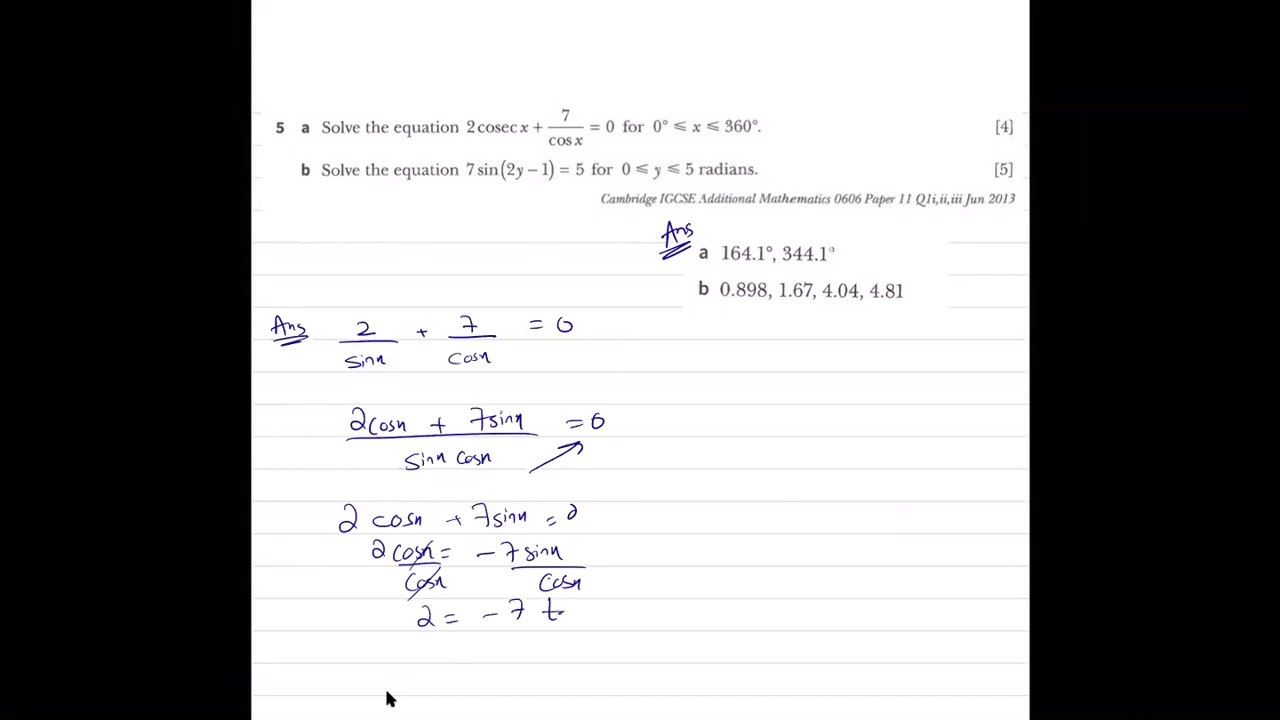 5 a Solve the equation 2 cosec x + 7/cos x = 0 for 0° ⩽ x ⩽ 360°. [4]
b Solve the equation 7 sin(2y − 1) = 5 for 0 ⩽ y ⩽ 5 radians. [5]
Cambridge IGCSE Additional Mathematics 0606 Paper 11 Q1i,ii,iii Jun 2013
Ans
a 164.1°, 344.1°
b 0.898, 1.67, 4.04, 4.81
Ans 2/sinx + 7/cosx = 0
(2cosx + 7sinx)/(sinx cosx) = 0
2 cosx + 7sinx = 0
2cosx/cosx = −7sinx/cosx
2 = −7 t